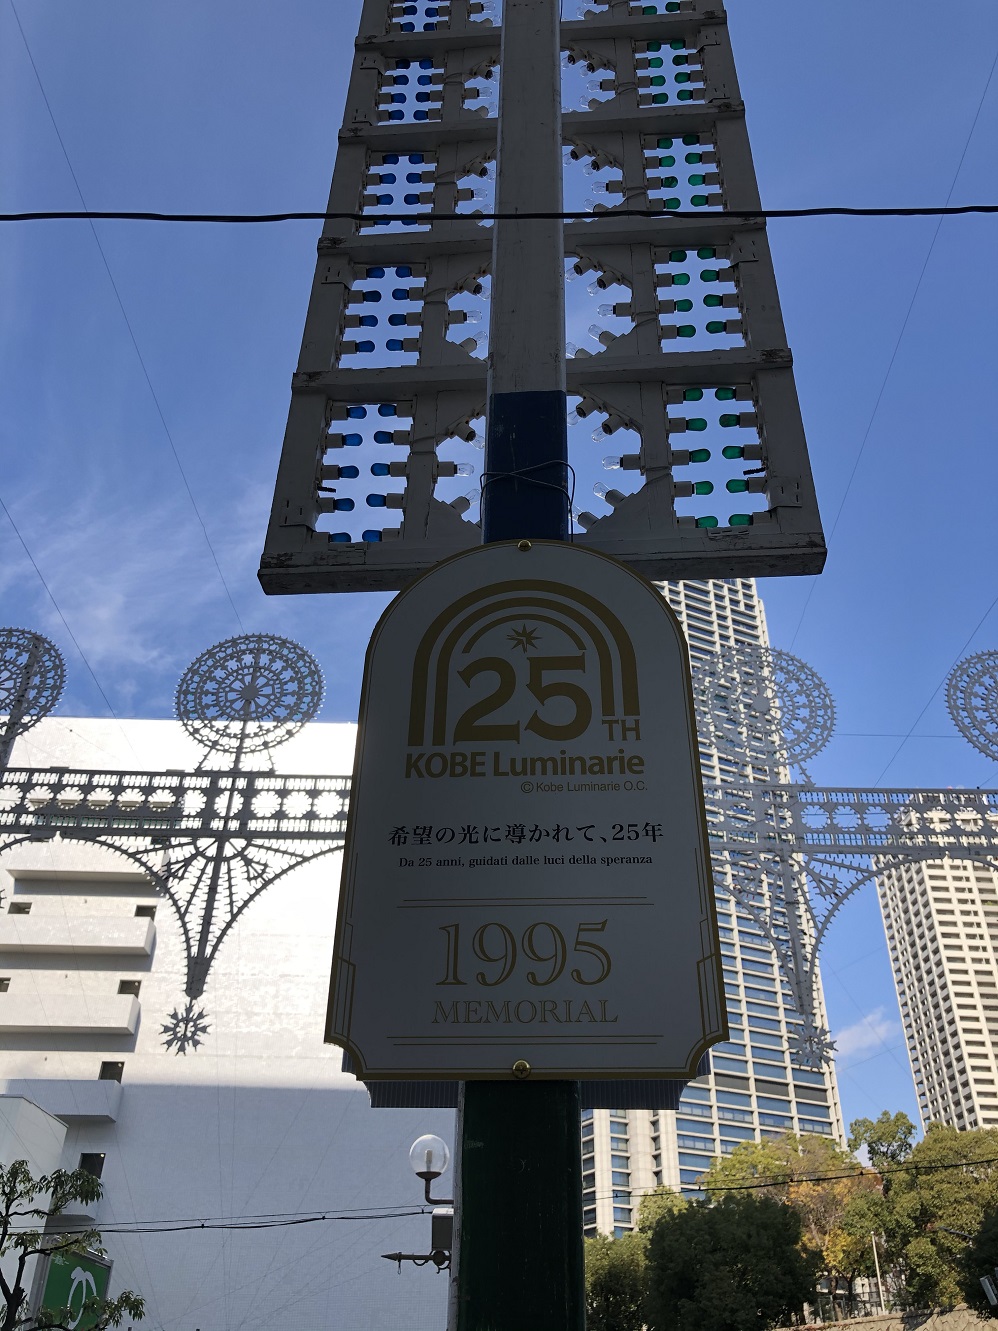 25TH
KOBE Luminarie
©Kobe Luminarie O.C.
希望の光に導かれて、25年
Da 25 anni, guidati dalle luci della speranza
1995
MEMORIAL